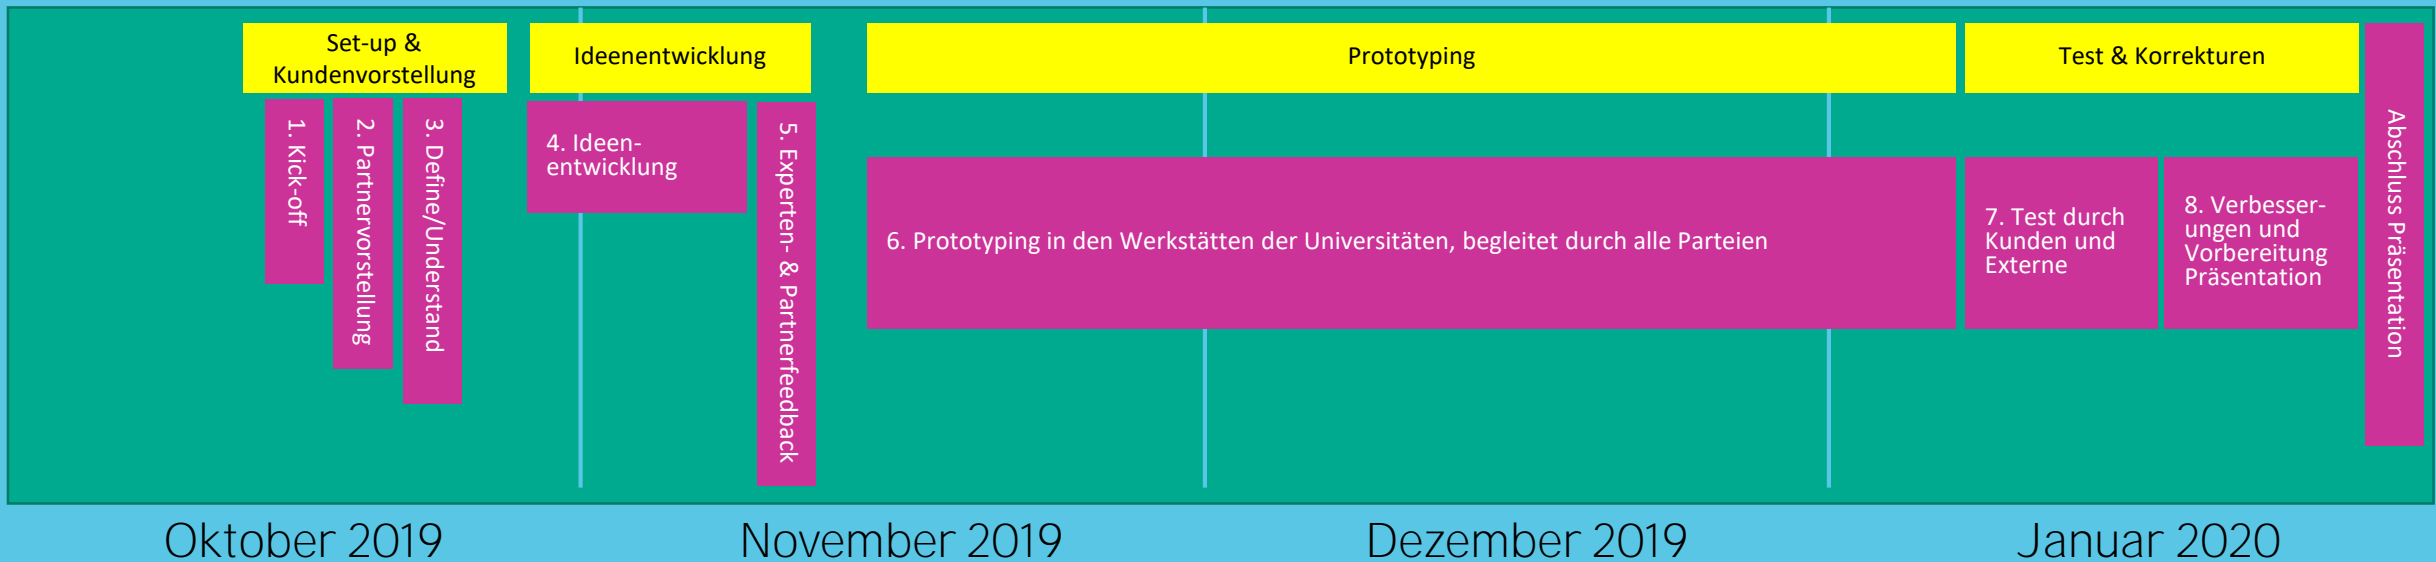 Set-up &
Kundenvorstellung
Ideenentwicklung
Prototyping
Test & Korrekturen
1. Kick-off
2. Partnervorstellung
3. Define/Understand
4. Ideen-
entwicklung
5. Experten- & Partnerfeedback
6. Prototyping in den Werkstätten der Universitäten, begleitet durch alle Parteien
7. Test durch
Kunden und
Externe
8. Verbesser-
ungen und
Vorbereitung
Präsentation
Abschluss Präsentation
Oktober 2019
November 2019
Dezember 2019
Januar 2020